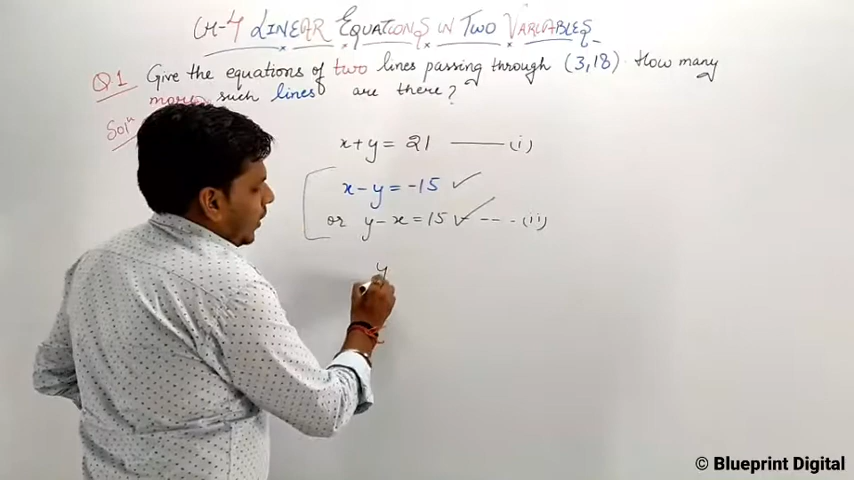 CH-4 LINEAR EQUATIONS IN TWO VARIABLES
Q1 Give the equations of two lines passing through (3,18). How many
more such lines are there?
Solⁿ
x+y = 21 ——— (i)
x-y = -15 ✓
or y-x = 15 ✓ --- (ii)
y
© Blueprint Digital